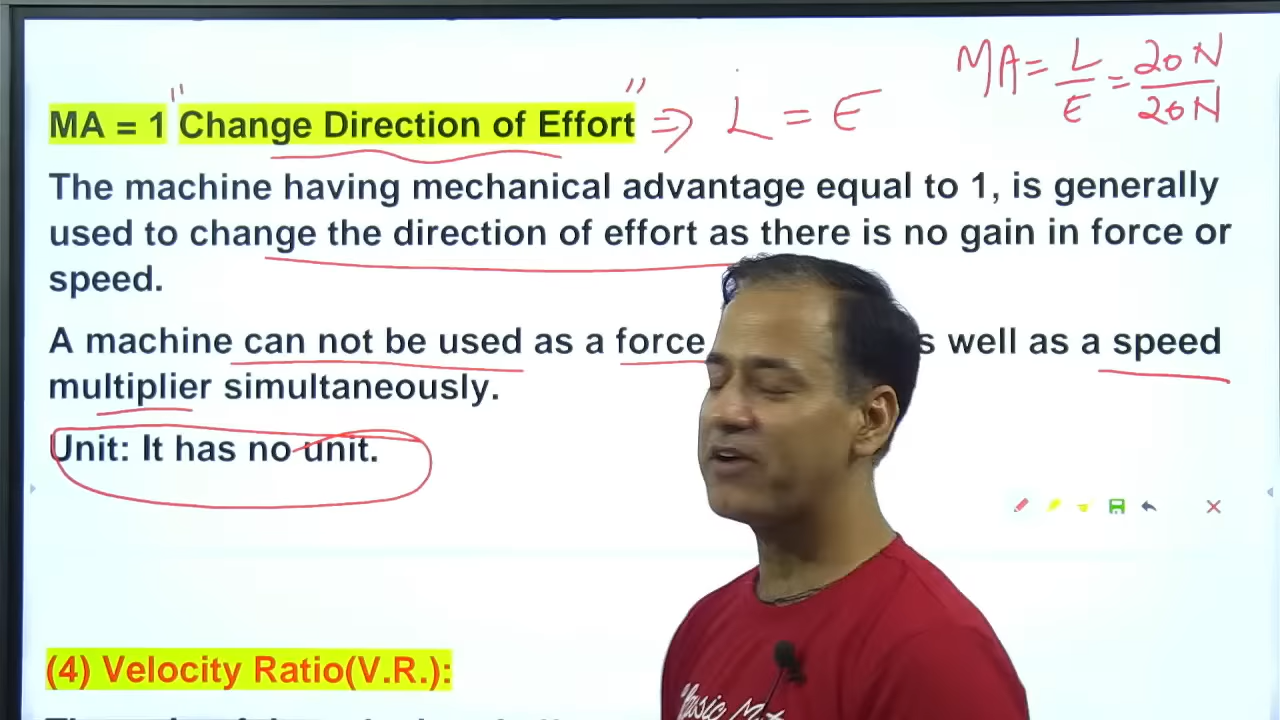 MA = L/E = 20N/20N
MA = 1 "Change Direction of Effort" ⇒ L = E
The machine having mechanical advantage equal to 1, is generally
used to change the direction of effort as there is no gain in force or
speed.
A machine can not be used as a force well as a speed
multiplier simultaneously.
Unit: It has no unit.
(4) Velocity Ratio(V.R.):